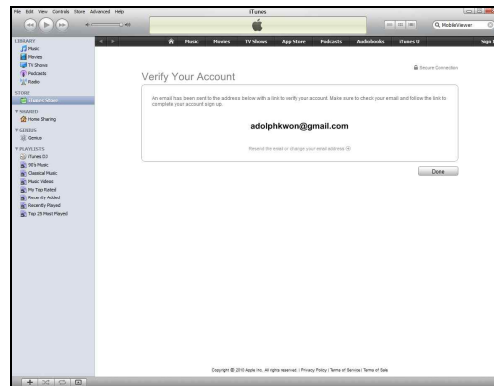 File Edit View Controls Store Advanced Help
iTunes
MobileViewer
LIBRARY
Music
Movies
TV Shows
Podcasts
Radio
STORE
iTunes Store
SHARED
Home Sharing
GENIUS
Genius
PLAYLISTS
iTunes DJ
90's Music
Classical Music
Music Videos
My Top Rated
Recently Added
Recently Played
Top 25 Most Played
Music Movies TV Shows App Store Podcasts Audiobooks iTunes U Sign
Secure Connection
Verify Your Account
An email has been sent to the address below with a link to verify your account. Make sure to check your email and follow the link to
complete your account sign up.
adolphkwon@gmail.com
Resend the email or change your email address
Done
Copyright © 2010 Apple Inc. All rights reserved. | Privacy Policy | Terms of Service | Terms of Sale